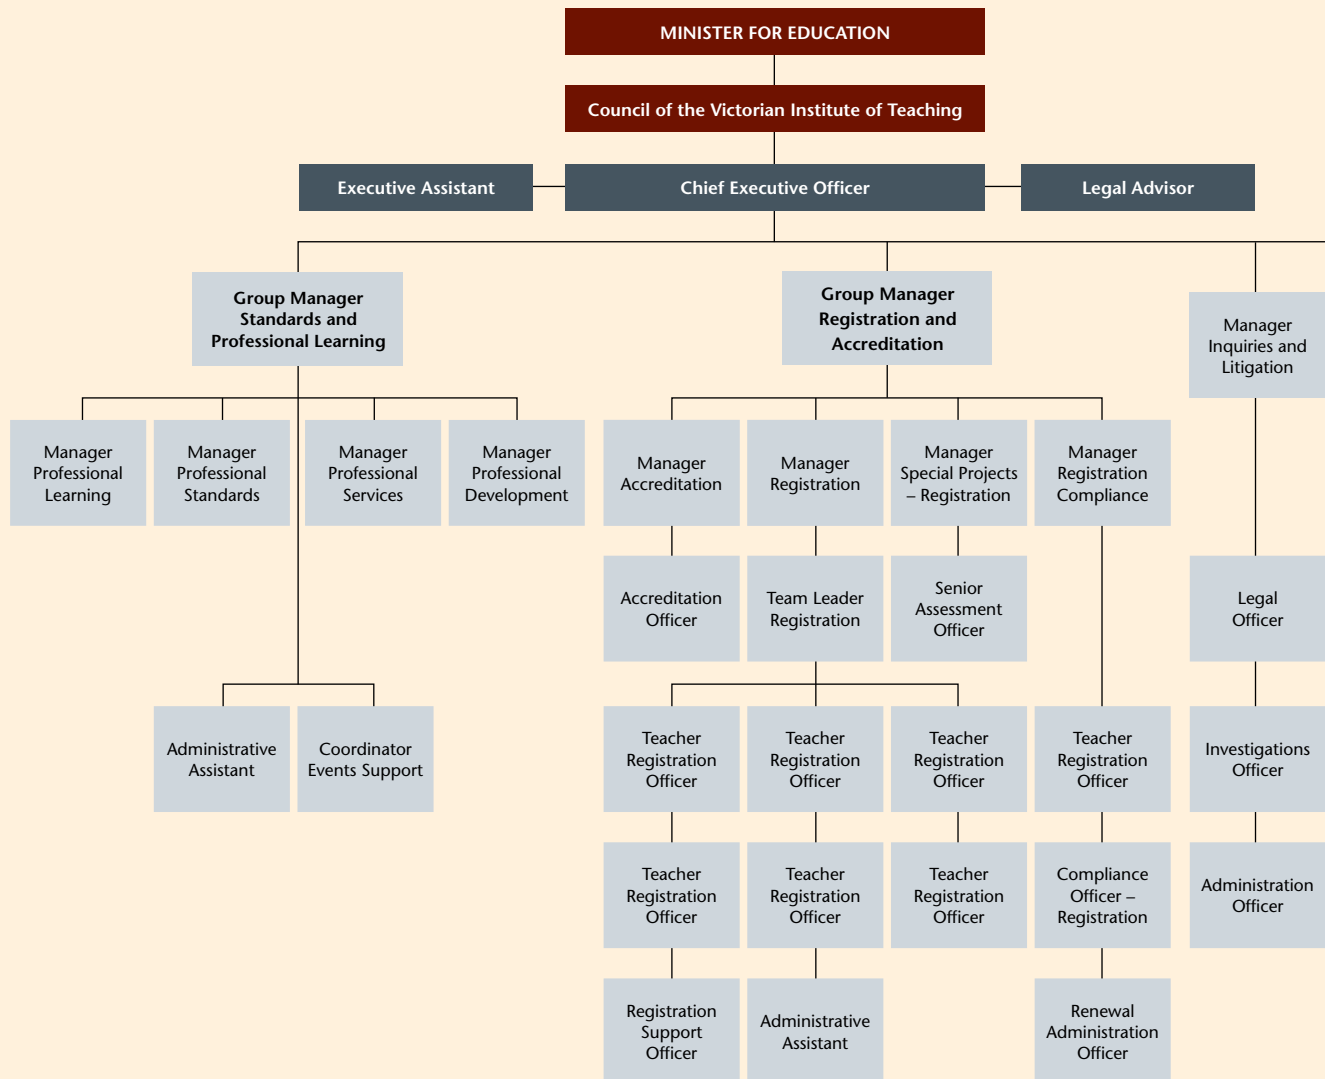 MINISTER FOR EDUCATION
Council of the Victorian Institute of Teaching
Executive Assistant
Chief Executive Officer
Legal Advisor
Group Manager
Standards and
Professional Learning
Group Manager
Registration and
Accreditation
Manager
Inquiries and
Litigation
Manager
Professional
Learning
Manager
Professional
Standards
Manager
Professional
Services
Manager
Professional
Development
Manager
Accreditation
Manager
Registration
Manager
Special Projects
– Registration
Manager
Registration
Compliance
Accreditation
Officer
Team Leader
Registration
Senior
Assessment
Officer
Legal
Officer
Administrative
Assistant
Coordinator
Events Support
Teacher
Registration
Officer
Teacher
Registration
Officer
Teacher
Registration
Officer
Teacher
Registration
Officer
Investigations
Officer
Teacher
Registration
Officer
Teacher
Registration
Officer
Teacher
Registration
Officer
Compliance
Officer –
Registration
Administration
Officer
Registration
Support
Officer
Administrative
Assistant
Renewal
Administration
Officer